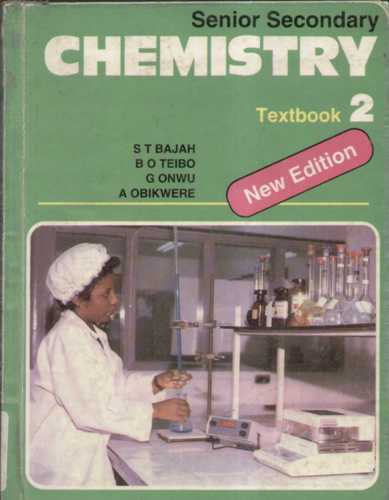 Senior Secondary
CHEMISTRY
Textbook 2
S T BAJAH
B O TEIBO
G ONWU
A OBIKWERE
New Edition